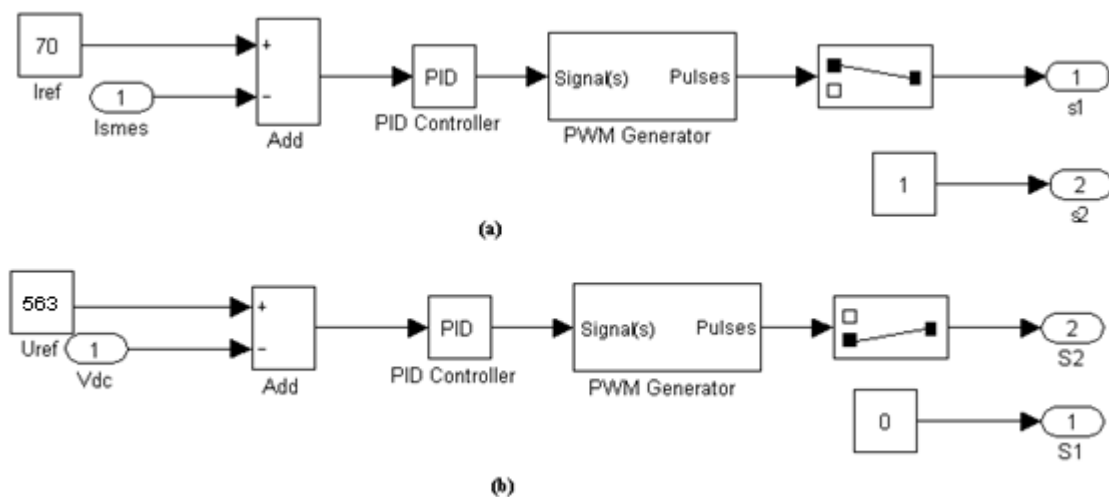 70
Iref
1
Ismes
+
−
Add
PID
PID Controller
Signal(s) Pulses
PWM Generator
1
s1
1
2
s2
(a)
563
Uref
1
Vdc
+
−
Add
PID
PID Controller
Signal(s) Pulses
PWM Generator
2
S2
0
1
S1
(b)